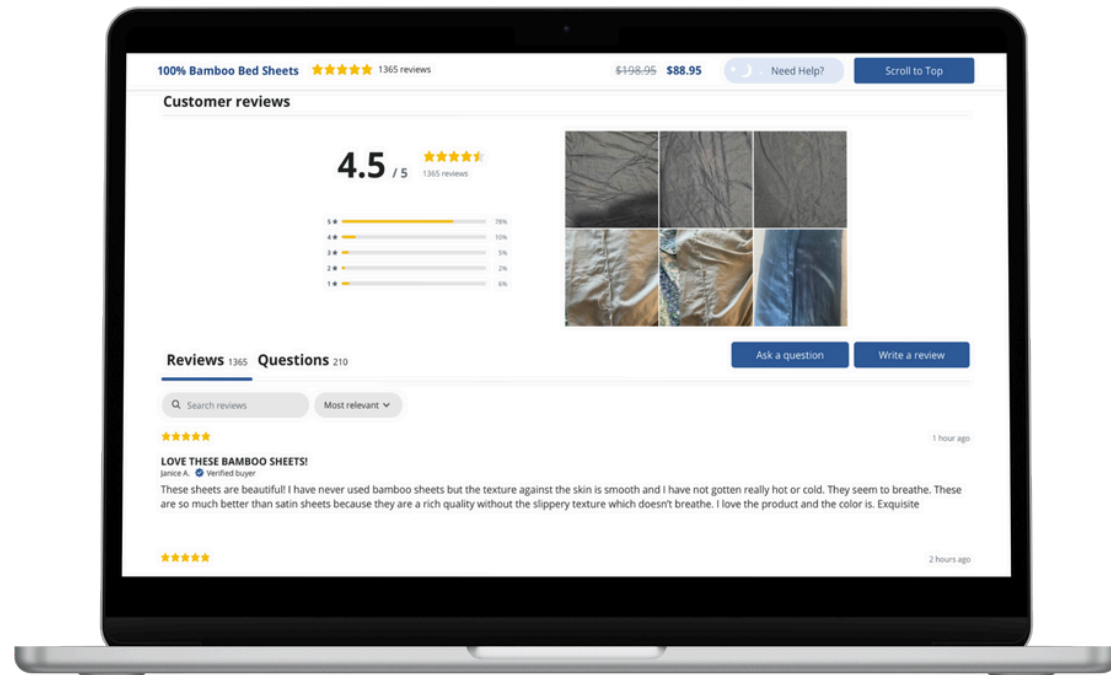 100% Bamboo Bed Sheets 1365 reviews $198.95 $88.95 Need Help? Scroll to Top
Customer reviews
4.5 / 5 1365 reviews
5 ★ 78%
4 ★ 10%
3 ★ 5%
2 ★ 2%
1 ★ 6%
Reviews 1365 Questions 210 Ask a question Write a review
Search reviews Most relevant
1 hour ago
LOVE THESE BAMBOO SHEETS!
Janice A. Verified buyer
These sheets are beautiful! I have never used bamboo sheets but the texture against the skin is smooth and I have not gotten really hot or cold. They seem to breathe. These
are so much better than satin sheets because they are a rich quality without the slippery texture which doesn't breathe. I love the product and the color is. Exquisite
2 hours ago